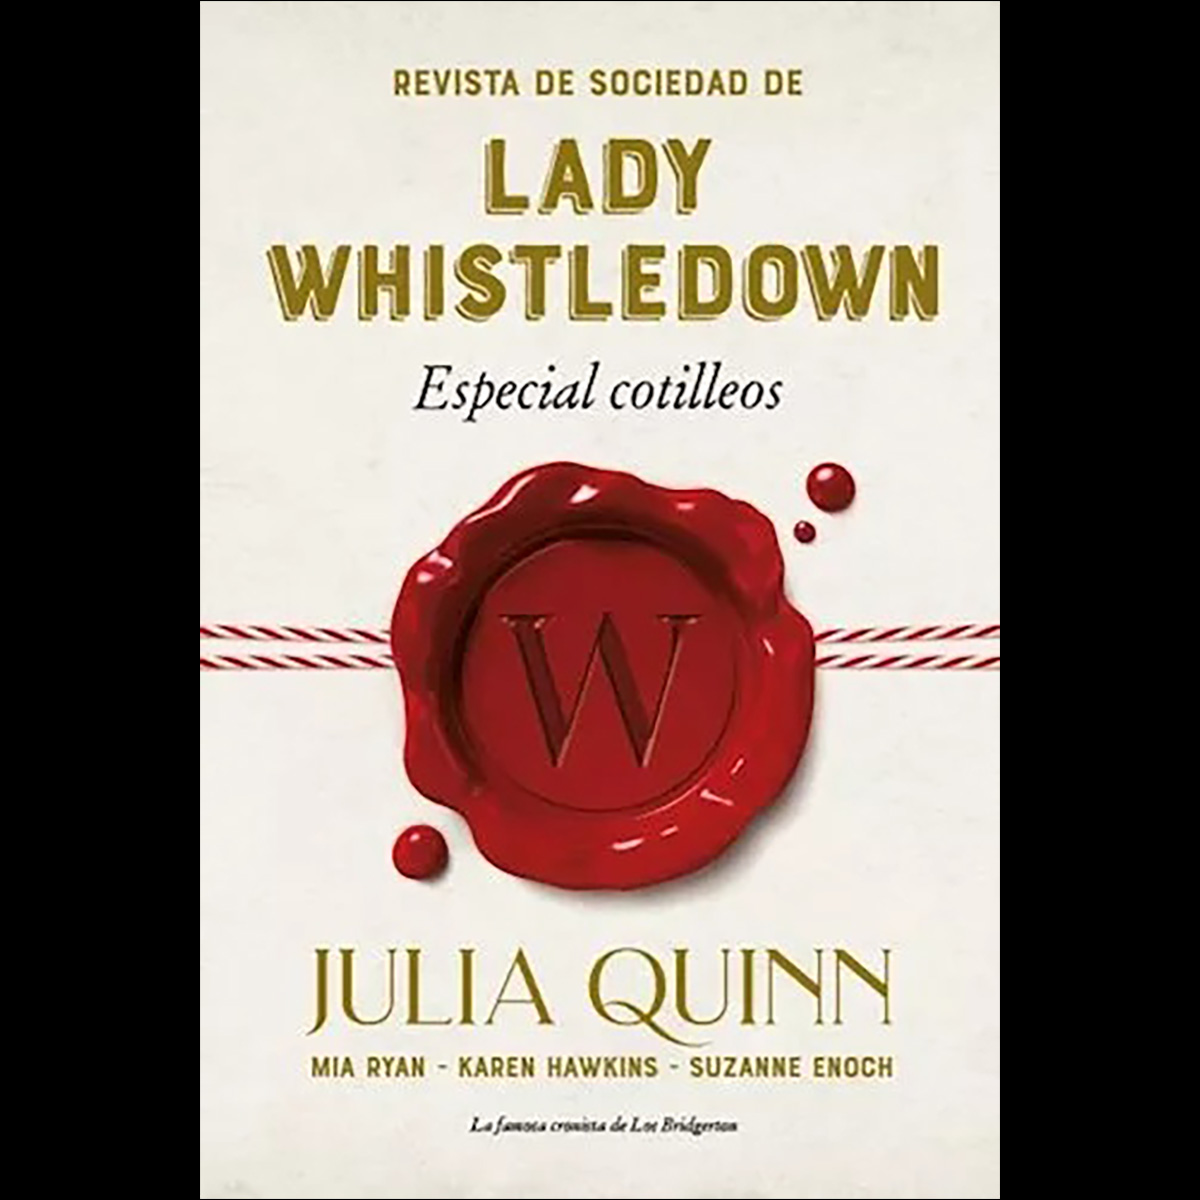 REVISTA DE SOCIEDAD DE
LADY
WHISTLEDOWN
Especial cotilleos
W
JULIA QUINN
MIA RYAN - KAREN HAWKINS - SUZANNE ENOCH
La famosa cronista de Los Bridgerton